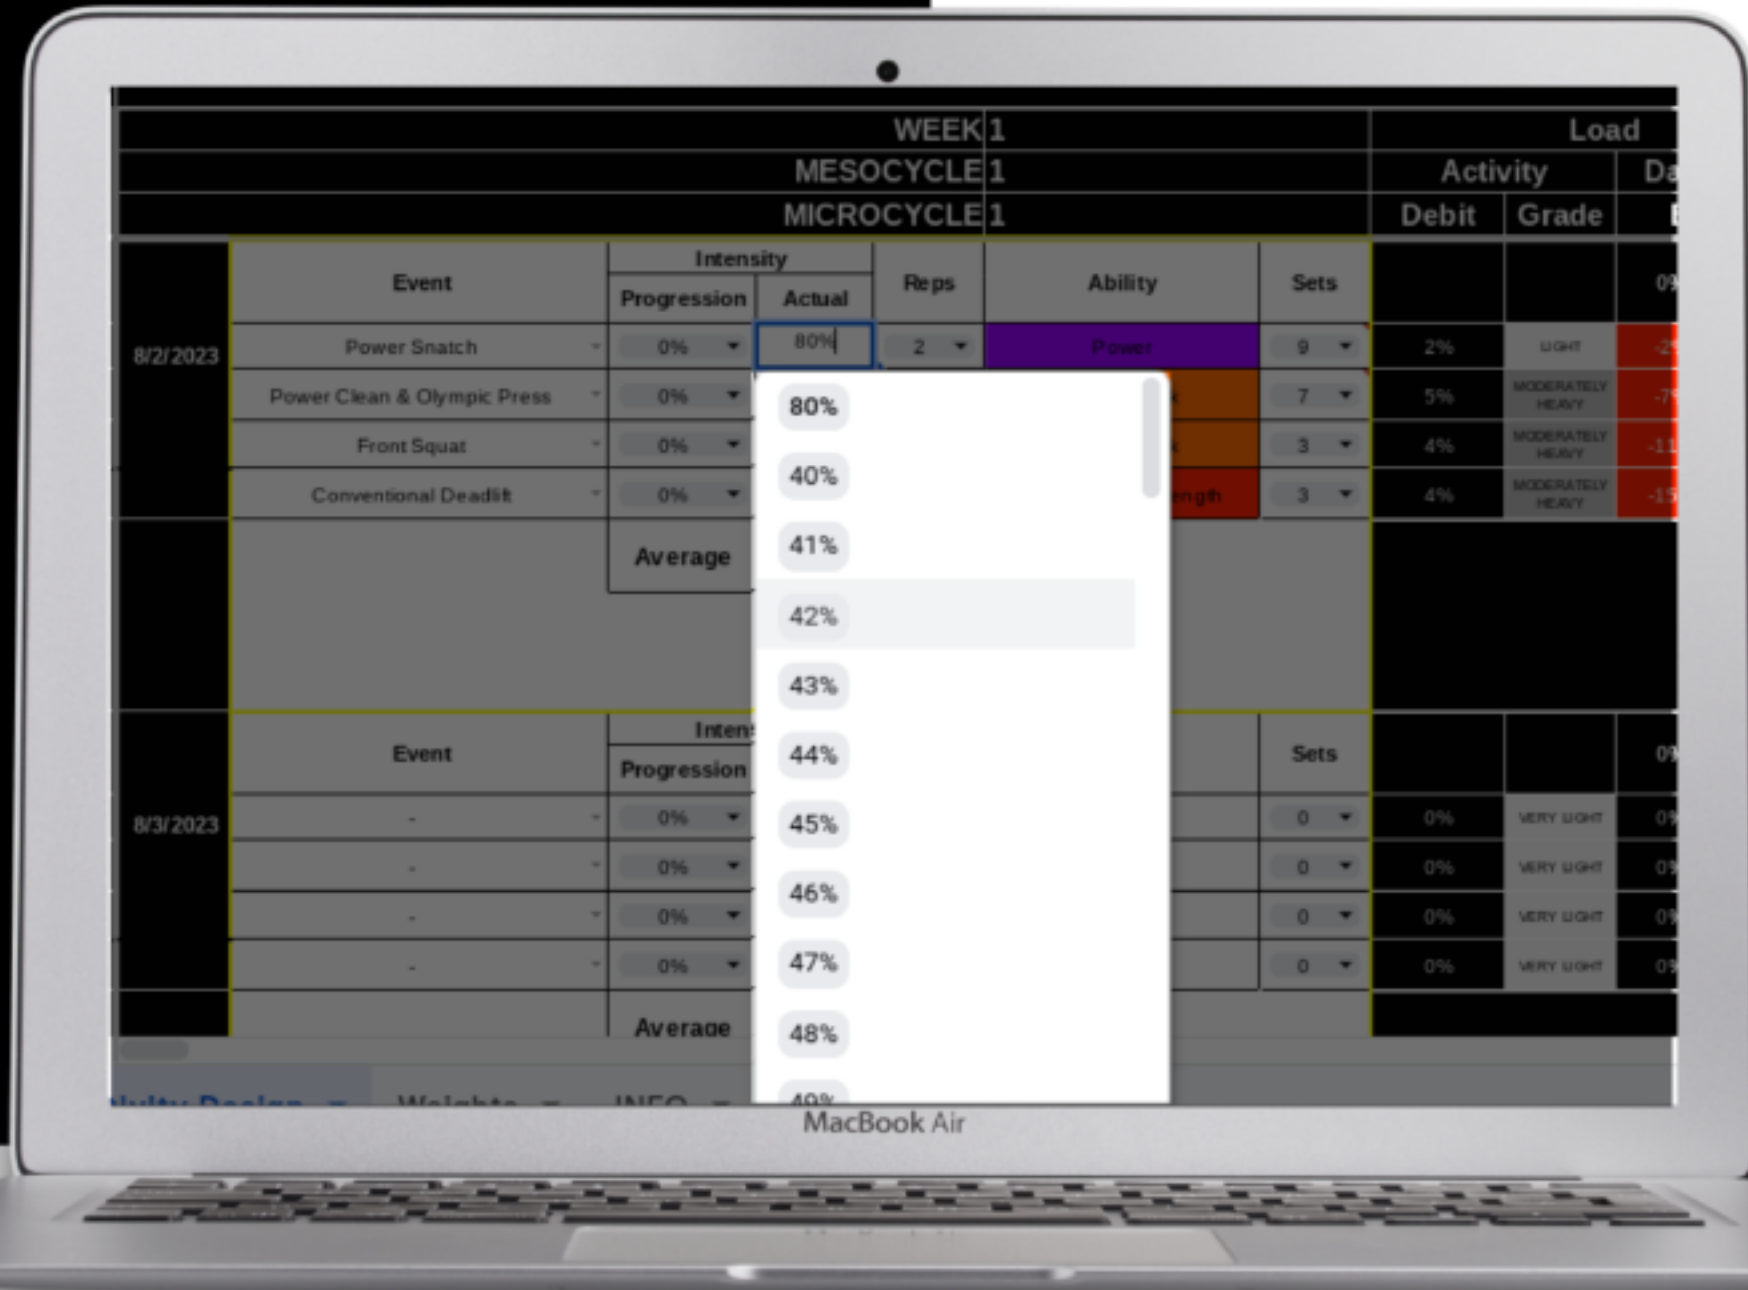 WEEK 1 Load
MESOCYCLE 1 Activity
MICROCYCLE 1 Debit Grade
Event Intensity Reps Ability Sets
Progression Actual
8/2/2023
Power Snatch 0% 80% 2 Power 9 2% LIGHT
Power Clean & Olympic Press 0% 7 5% MODERATELY HEAVY
Front Squat 0% 3 4% MODERATELY HEAVY
Conventional Deadlift 0% 3 4% MODERATELY HEAVY
Average
80%
40%
41%
42%
43%
44%
45%
46%
47%
48%
49%
Event Sets
Progression
8/3/2023
- 0% 0 0% VERY LIGHT
- 0% 0 0% VERY LIGHT
- 0% 0 0% VERY LIGHT
- 0% 0 0% VERY LIGHT
Average
Design Weights INFO
MacBook Air